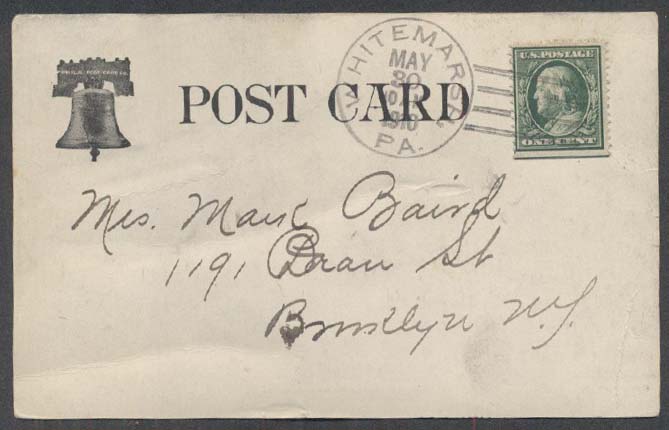 PHILA. POST CARD CO.
POST CARD
WHITEMARSH
MAY
30
1910
PA.
U.S. POSTAGE
ONE CENT
Mrs. Mark Baird
1191 Dean St
Brooklyn N.Y.